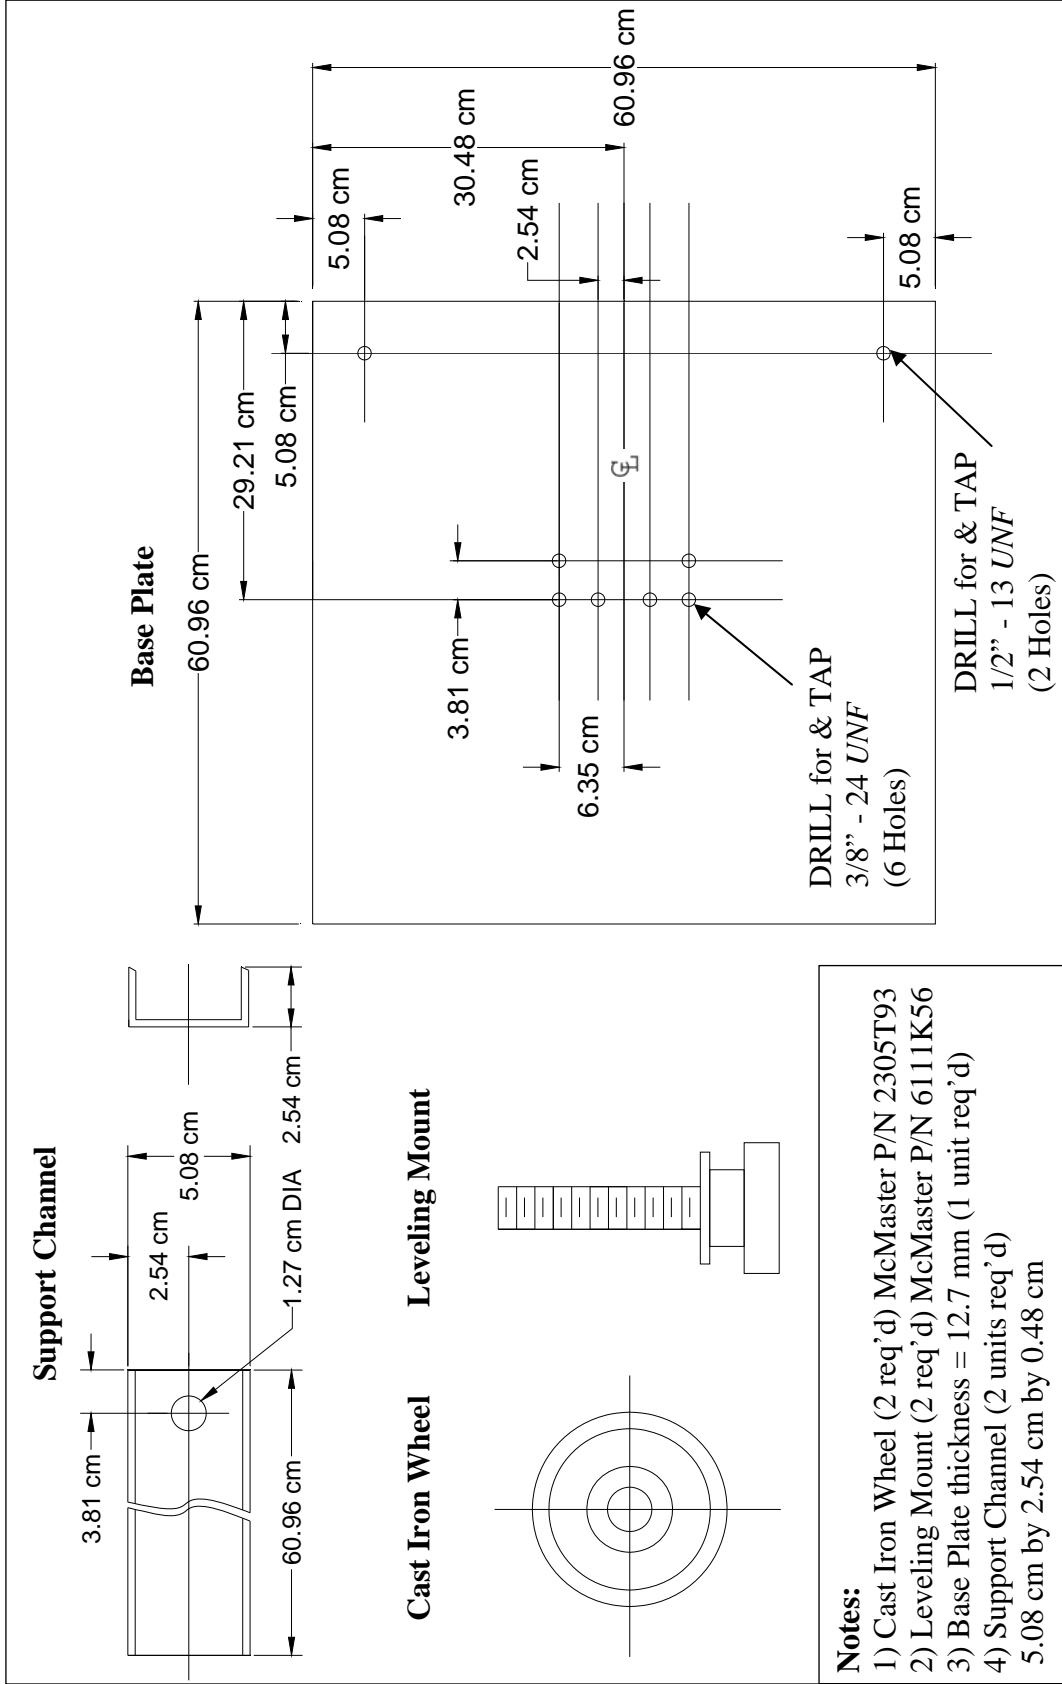 Support Channel
3.81 cm
2.54 cm
5.08 cm
1.27 cm DIA
2.54 cm
60.96 cm
Cast Iron Wheel
Leveling Mount
Base Plate
60.96 cm
29.21 cm
5.08 cm
5.08 cm
30.48 cm
60.96 cm
2.54 cm
3.81 cm
6.35 cm
℄
5.08 cm
DRILL for & TAP
3/8” - 24 UNF
(6 Holes)
DRILL for & TAP
1/2” - 13 UNF
(2 Holes)
Notes:
1) Cast Iron Wheel (2 req’d) McMaster P/N 2305T93
2) Leveling Mount (2 req’d) McMaster P/N 6111K56
3) Base Plate thickness = 12.7 mm (1 unit req’d)
4) Support Channel (2 units req’d)
5.08 cm by 2.54 cm by 0.48 cm